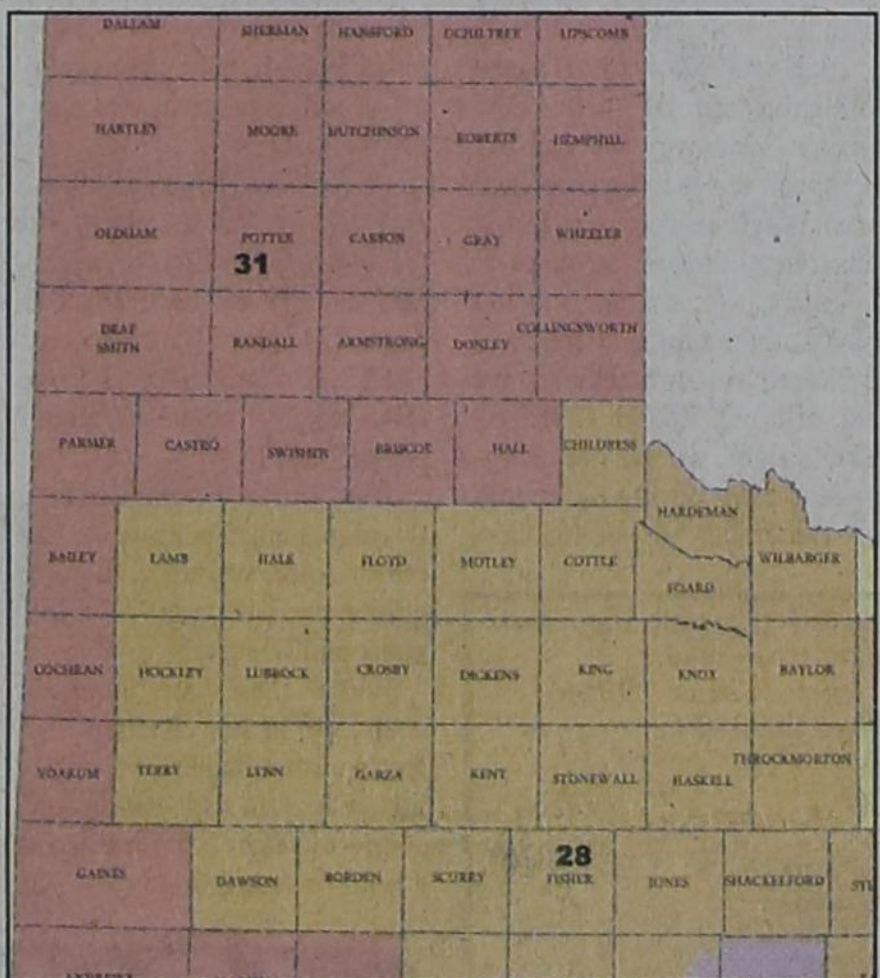 DALLAM SHERMAN HANSFORD OCHILTREE LIPSCOMB
HARTLEY MOORE HUTCHINSON ROBERTS HEMPHILL
OLDHAM POTTER CARSON GRAY WHEELER
31
DEAF
SMITH RANDALL ARMSTRONG DONLEY COLLINGSWORTH
PARMER CASTRO SWISHER BRISCOE HALL CHILDRESS
HARDEMAN
BAILEY LAMB HALE FLOYD MOTLEY COTTLE WILBARGER
FOARD
COCHRAN HOCKLEY LUBBOCK CROSBY DICKENS KING KNOX BAYLOR
YOAKUM TERRY LYNN GARZA KENT STONEWALL HASKELL THROCKMORTON
28
GAINES DAWSON BORDEN SCURRY FISHER JONES SHACKELFORD